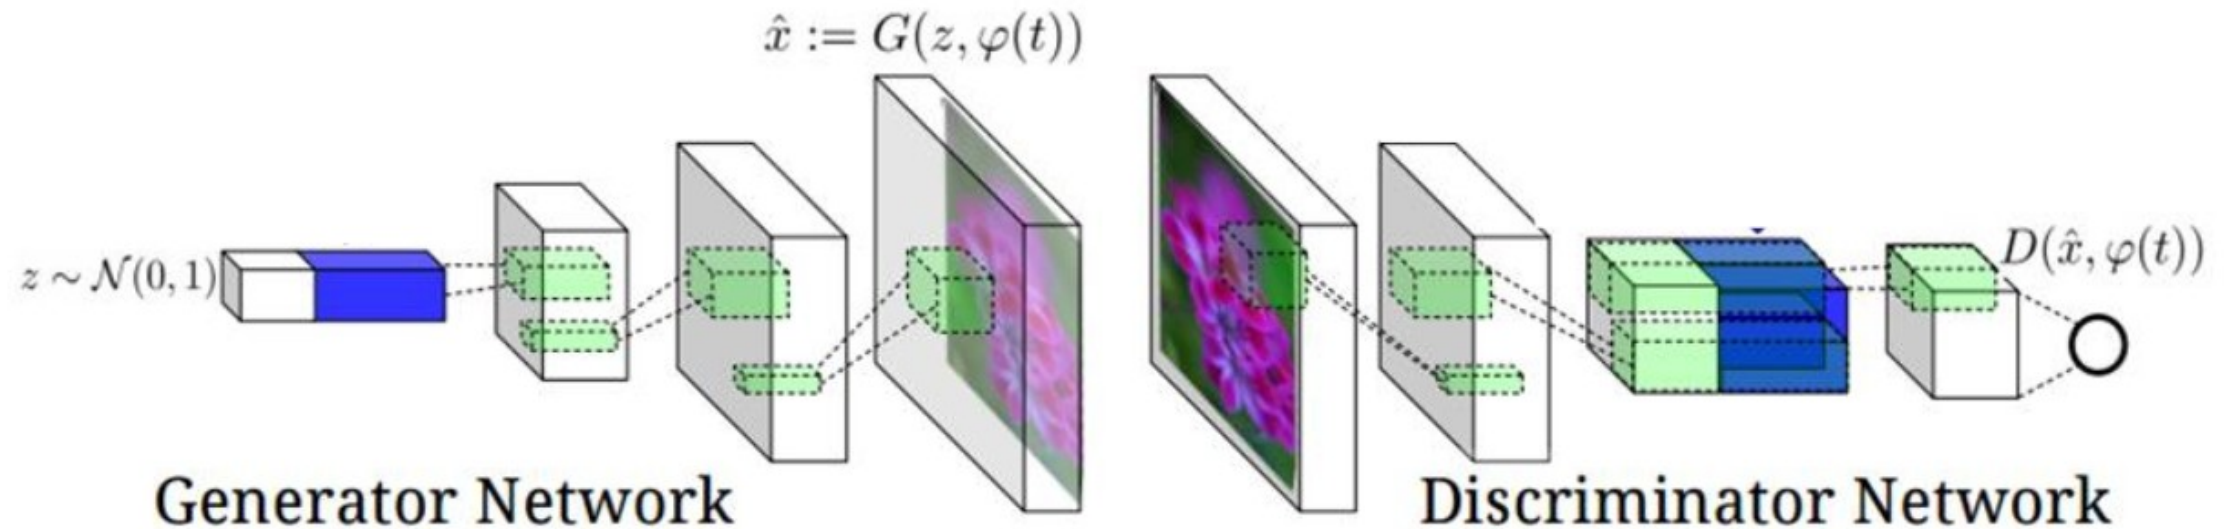 x̂ := G(z, φ(t))
z ∼ 𝒩(0, 1)
D(x̂, φ(t))
Generator Network
Discriminator Network